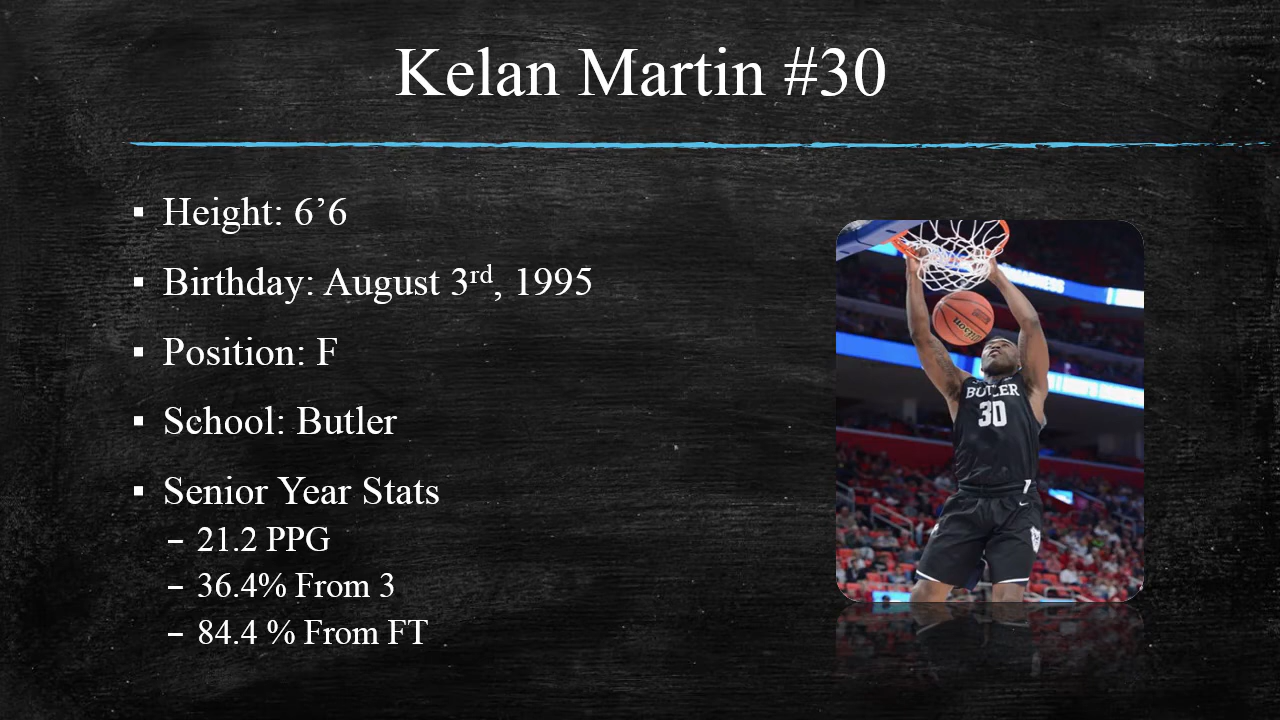 Kelan Martin #30
▪ Height: 6’6
▪ Birthday: August 3rd, 1995
▪ Position: F
▪ School: Butler
▪ Senior Year Stats
– 21.2 PPG
– 36.4% From 3
– 84.4 % From FT
BUTLER
30